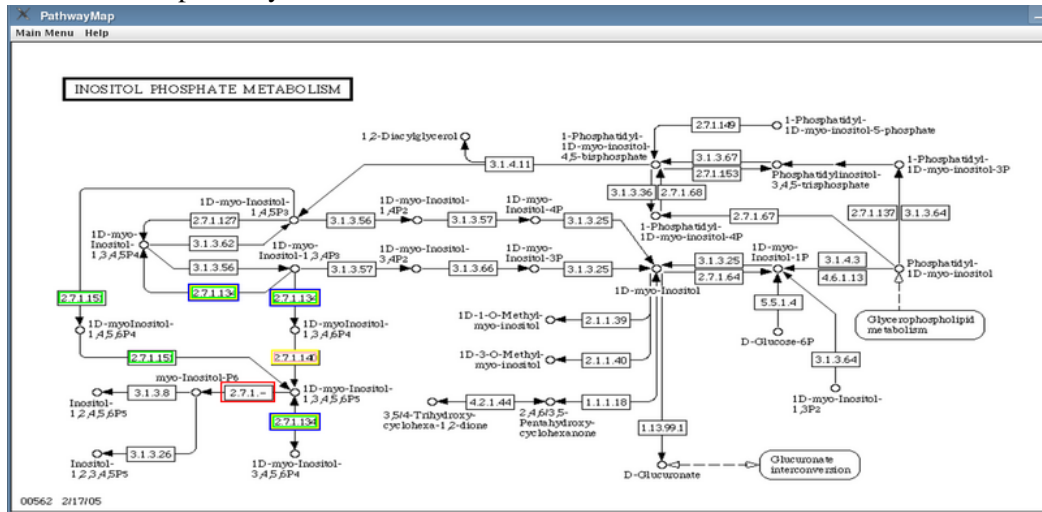 PathwayMap
Main Menu Help
INOSITOL PHOSPHATE METABOLISM
2.7.1.149
1-Phosphatidyl-
1D-myo-inositol-5-phosphate
1,2-Diacylglycerol
1-Phosphatidyl-
1D-myo-inositol-
4,5-bisphosphate
3.1.4.11
3.1.3.67
2.7.1.153
Phosphatidylinositol-
3,4,5-trisphosphate
1-Phosphatidyl-
1D-myo-inositol-3P
3.1.3.36
2.7.1.68
1D-myo-Inositol-
1,4,5P3
2.7.1.127
3.1.3.56
1D-myo-Inositol-
1,4P2
3.1.3.57
1D-myo-
Inositol-4P
3.1.3.25
2.7.1.67
2.7.1.137
3.1.3.64
1-Phosphatidyl-
1D-myo-inositol-4P
1D-myo-
Inositol-
1,3,4,5P4
3.1.3.62
3.1.3.56
1D-myo-
Inositol-1,3,4P3
3.1.3.57
1D-myo-Inositol-
3,4P2
3.1.3.66
1D-myo-
Inositol-3P
3.1.3.25
1D-myo-Inositol
3.1.3.25
2.7.1.64
1D-myo-
Inositol-1P
3.1.4.3
4.6.1.13
Phosphatidyl-
1D-myo-inositol
2.7.1.134
2.7.1.134
2.7.1.151
5.5.1.4
Glycerophospholipid
metabolism
1D-myoInositol-
1,4,5,6P4
1D-myoInositol-
1,3,4,6P4
1D-1-O-Methyl-
myo-inositol
2.1.1.39
D-Glucose-6P
2.7.1.151
2.7.1.140
1D-3-O-Methyl-
myo-inositol
2.1.1.40
3.1.3.64
myo-Inositol-P6
3.1.3.8
2.7.1.-
1D-myo-Inositol-
1,3,4,5,6P5
Inositol-
1,2,4,5,6P5
4.2.1.44
1.1.1.18
3,5/4-Trihydroxy-
cyclohexa-1,2-dione
2,4,6/3,5-
Pentahydroxy-
cyclohexanone
1D-myo-Inositol-
1,3P2
2.7.1.134
1.13.99.1
3.1.3.26
Inositol-
1,2,3,4,5P5
1D-myo-Inositol-
3,4,5,6P4
D-Glucuronate
Glucuronate
interconversion
00562 2/17/05